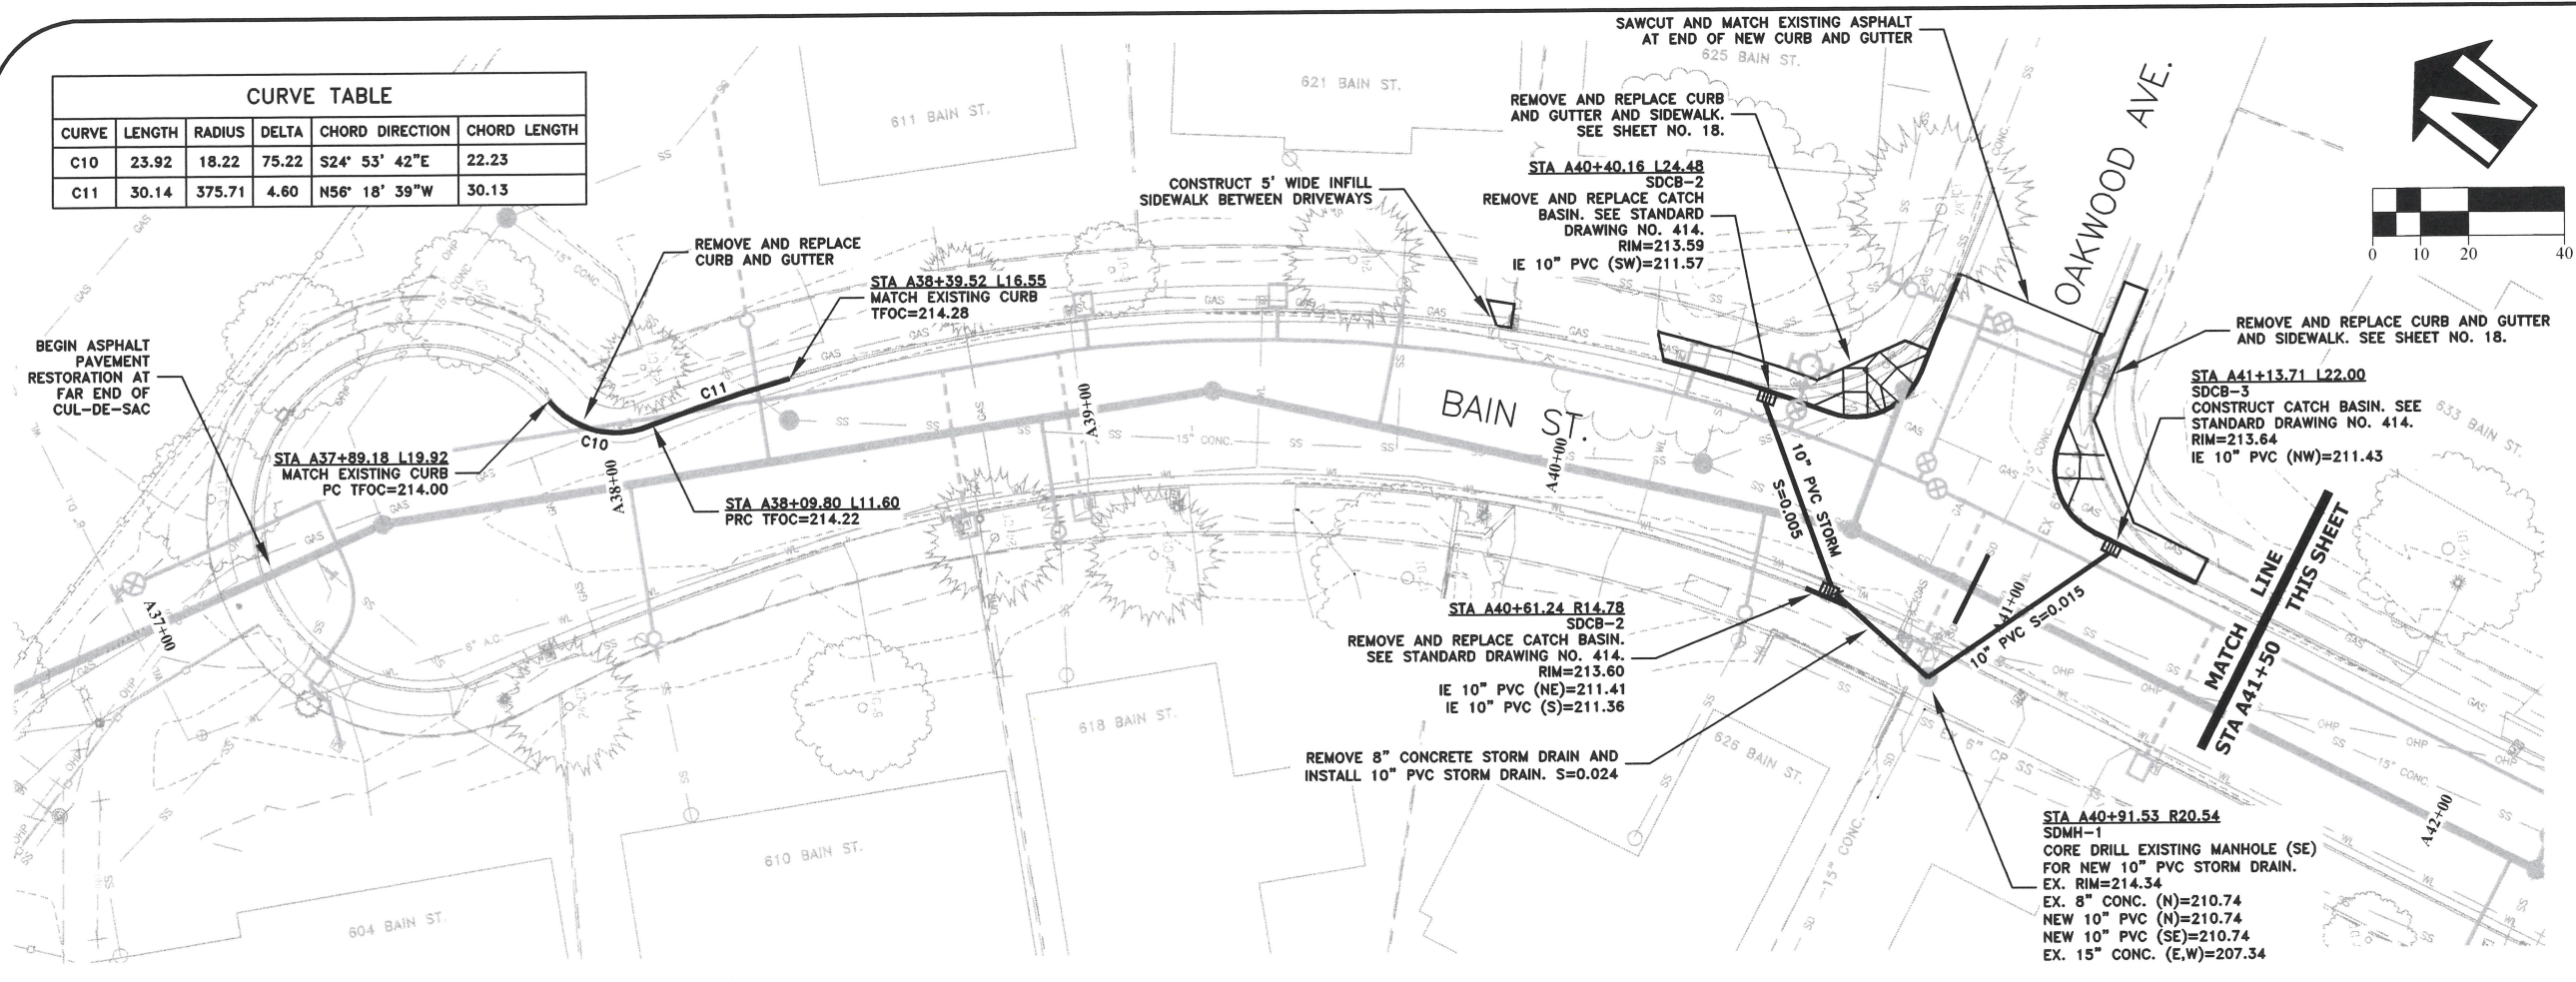 CURVE TABLE
CURVE LENGTH RADIUS DELTA CHORD DIRECTION CHORD LENGTH
C10 23.92 18.22 75.22 S24° 53' 42"E 22.23
C11 30.14 375.71 4.60 N56° 18' 39"W 30.13
BEGIN ASPHALT
PAVEMENT
RESTORATION AT
FAR END OF
CUL-DE-SAC
REMOVE AND REPLACE
CURB AND GUTTER
STA A38+39.52 L16.55
MATCH EXISTING CURB
TFOC=214.28
STA A37+89.18 L19.92
MATCH EXISTING CURB
PC TFOC=214.00
STA A38+09.80 L11.60
PRC TFOC=214.22
C10
C11
A37+00
A38+00
A39+00
A40+00
A41+00
A42+00
611 BAIN ST.
621 BAIN ST.
625 BAIN ST.
633 BAIN ST.
604 BAIN ST.
610 BAIN ST.
618 BAIN ST.
626 BAIN ST.
BAIN ST.
OAKWOOD AVE.
CONSTRUCT 5' WIDE INFILL
SIDEWALK BETWEEN DRIVEWAYS
SAWCUT AND MATCH EXISTING ASPHALT
AT END OF NEW CURB AND GUTTER
REMOVE AND REPLACE CURB
AND GUTTER AND SIDEWALK.
SEE SHEET NO. 18.
STA A40+40.16 L24.48
SDCB-2
REMOVE AND REPLACE CATCH
BASIN. SEE STANDARD
DRAWING NO. 414.
RIM=213.59
IE 10" PVC (SW)=211.57
10" PVC STORM
S=0.005
STA A40+61.24 R14.78
SDCB-2
REMOVE AND REPLACE CATCH BASIN.
SEE STANDARD DRAWING NO. 414.
RIM=213.60
IE 10" PVC (NE)=211.41
IE 10" PVC (S)=211.36
REMOVE 8" CONCRETE STORM DRAIN AND
INSTALL 10" PVC STORM DRAIN. S=0.024
10" PVC S=0.015
N
0 10 20 40
REMOVE AND REPLACE CURB AND GUTTER
AND SIDEWALK. SEE SHEET NO. 18.
STA A41+13.71 L22.00
SDCB-3
CONSTRUCT CATCH BASIN. SEE
STANDARD DRAWING NO. 414.
RIM=213.64
IE 10" PVC (NW)=211.43
MATCH LINE
STA A41+50 THIS SHEET
STA A40+91.53 R20.54
SDMH-1
CORE DRILL EXISTING MANHOLE (SE)
FOR NEW 10" PVC STORM DRAIN.
EX. RIM=214.34
EX. 8" CONC. (N)=210.74
NEW 10" PVC (N)=210.74
NEW 10" PVC (SE)=210.74
EX. 15" CONC. (E,W)=207.34
EX 6" CP SS
15" CONC.
15" CONC.
15" CONC.
8" A.C.